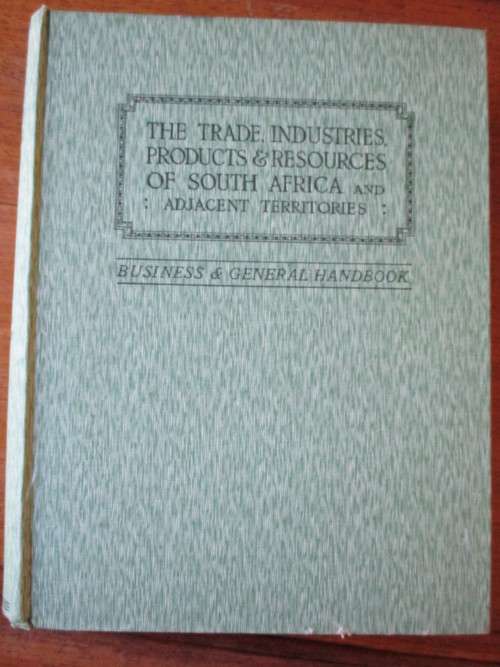 THE TRADE, INDUSTRIES,
PRODUCTS & RESOURCES
OF SOUTH AFRICA AND
: ADJACENT TERRITORIES :
BUSINESS & GENERAL HANDBOOK